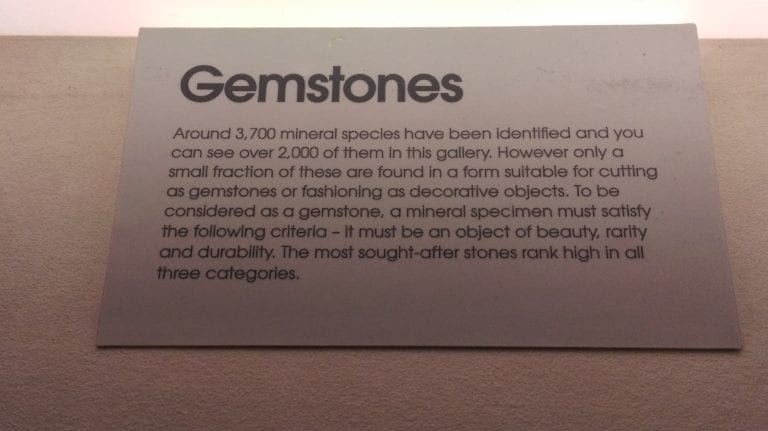 Gemstones
Around 3,700 mineral species have been identified and you
can see over 2,000 of them in this gallery. However only a
small fraction of these are found in a form suitable for cutting
as gemstones or fashioning as decorative objects. To be
considered as a gemstone, a mineral specimen must satisfy
the following criteria – it must be an object of beauty, rarity
and durability. The most sought-after stones rank high in all
three categories.